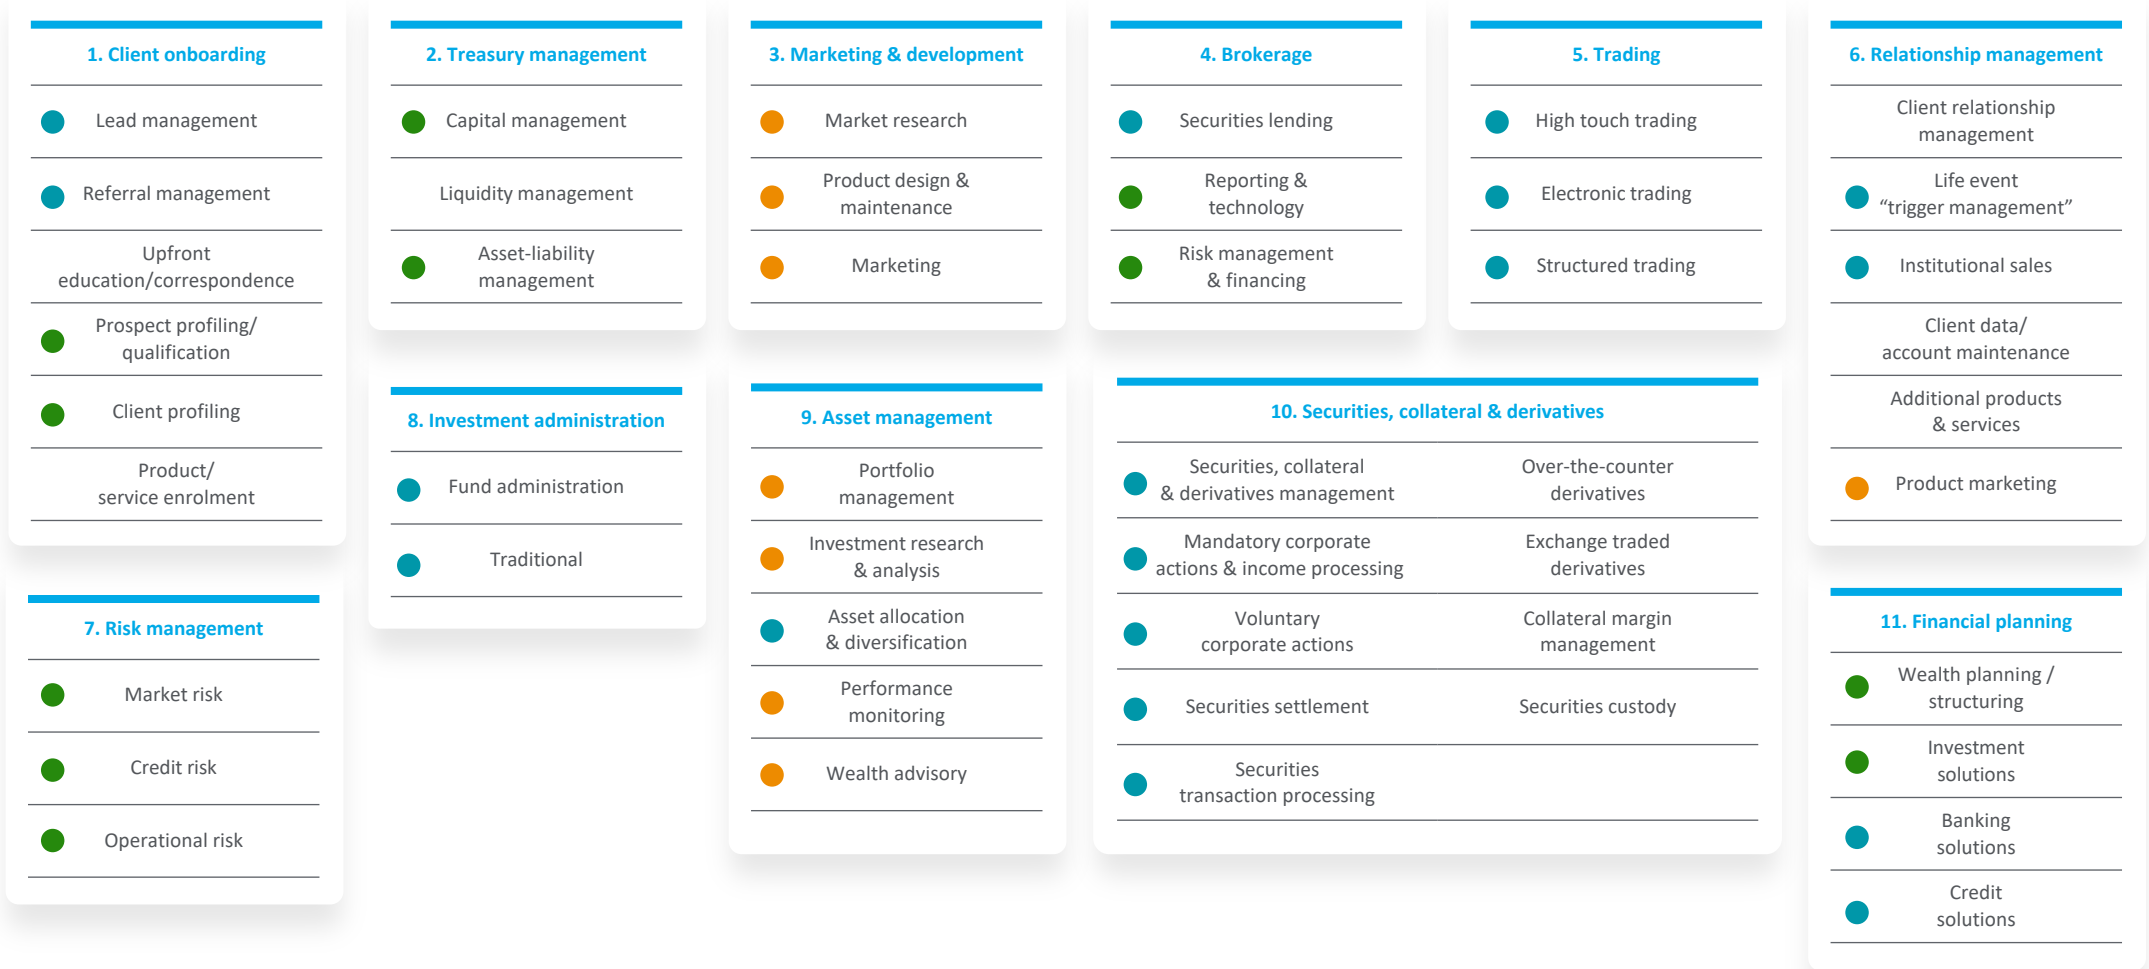 1. Client onboarding
Lead management
Referral management
Upfront
education/correspondence
Prospect profiling/
qualification
Client profiling
Product/
service enrolment
2. Treasury management
Capital management
Liquidity management
Asset-liability
management
3. Marketing & development
Market research
Product design &
maintenance
Marketing
4. Brokerage
Securities lending
Reporting &
technology
Risk management
& financing
5. Trading
High touch trading
Electronic trading
Structured trading
6. Relationship management
Client relationship
management
Life event
“trigger management”
Institutional sales
Client data/
account maintenance
Additional products
& services
Product marketing
7. Risk management
Market risk
Credit risk
Operational risk
8. Investment administration
Fund administration
Traditional
9. Asset management
Portfolio
management
Investment research
& analysis
Asset allocation
& diversification
Performance
monitoring
Wealth advisory
10. Securities, collateral & derivatives
Securities, collateral
& derivatives management
Mandatory corporate
actions & income processing
Voluntary
corporate actions
Securities settlement
Securities
transaction processing
Over-the-counter
derivatives
Exchange traded
derivatives
Collateral margin
management
Securities custody
11. Financial planning
Wealth planning /
structuring
Investment
solutions
Banking
solutions
Credit
solutions